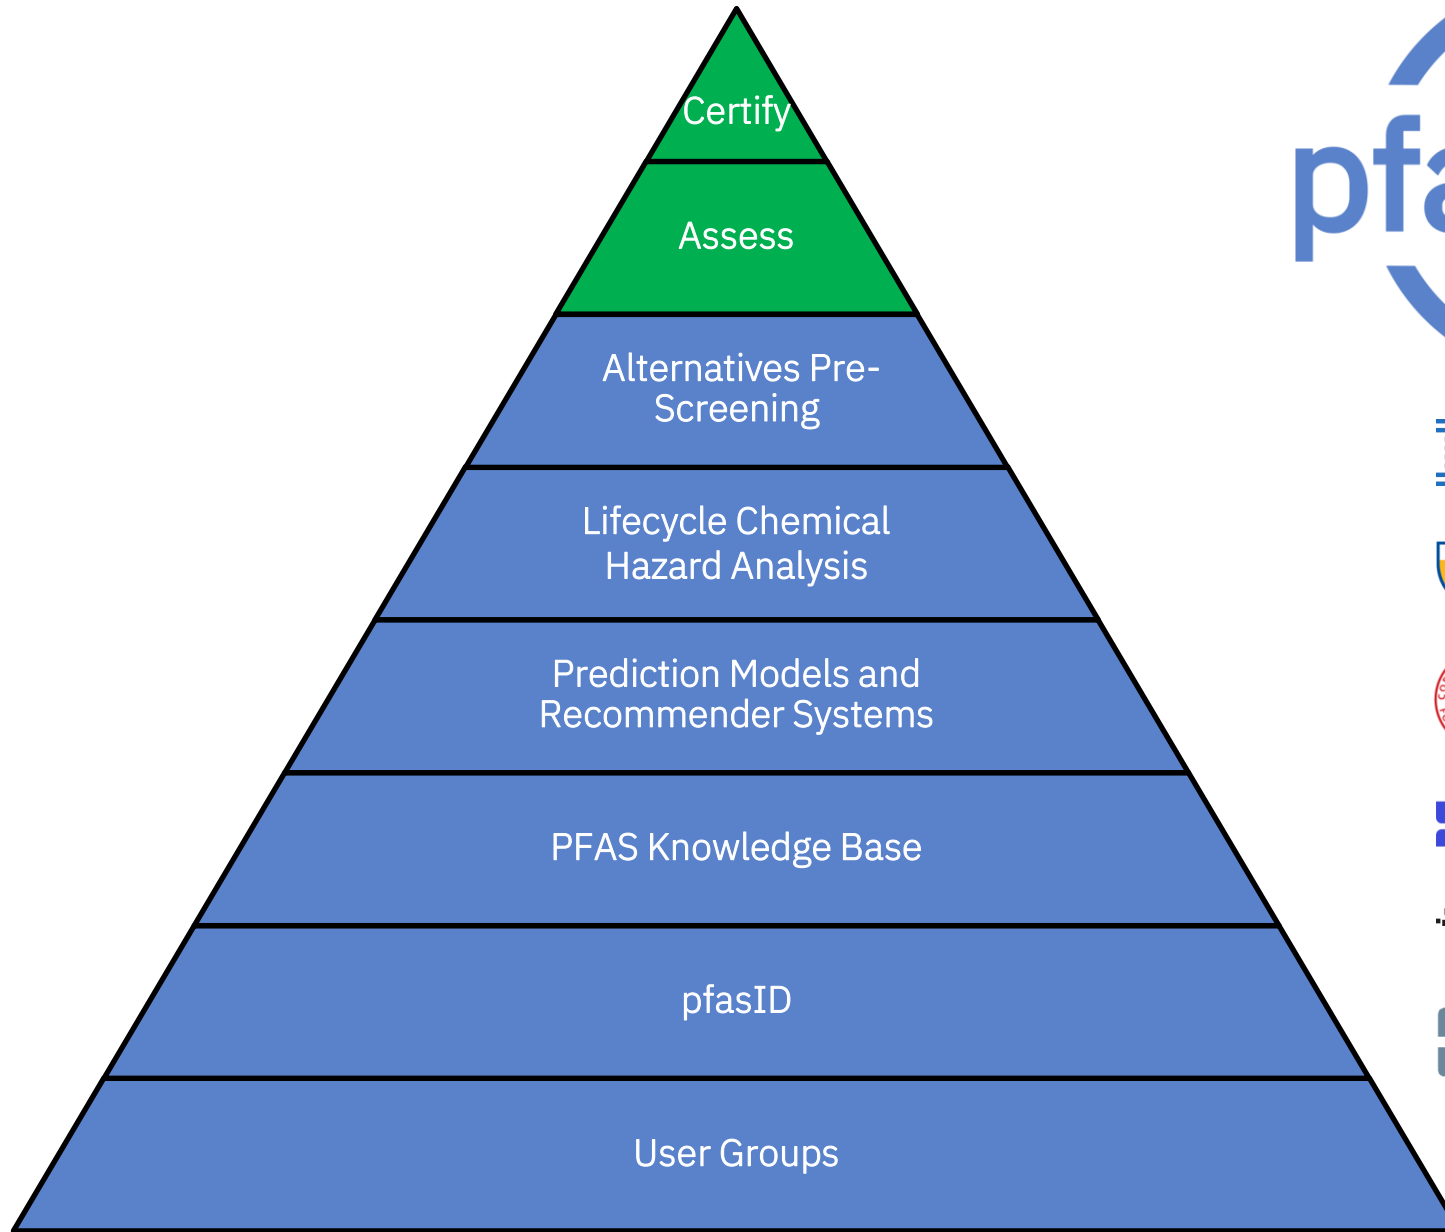 Certify
Assess
Alternatives Pre-
Screening
Lifecycle Chemical
Hazard Analysis
Prediction Models and
Recommender Systems
PFAS Knowledge Base
pfasID
User Groups